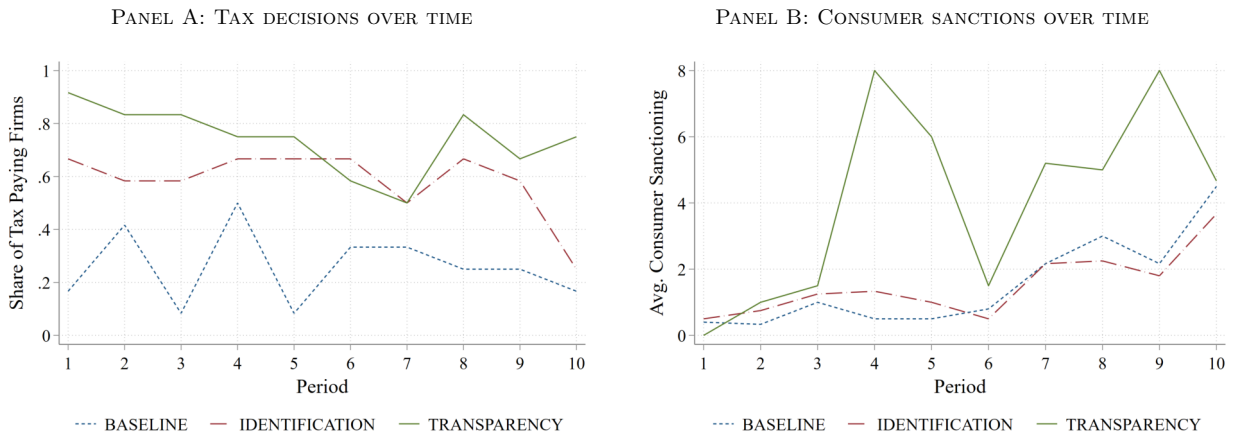 PANEL A: TAX DECISIONS OVER TIME
Share of Tax Paying Firms
1
.8
.6
.4
.2
0
1 2 3 4 5 6 7 8 9 10
Period
BASELINE IDENTIFICATION TRANSPARENCY
PANEL B: CONSUMER SANCTIONS OVER TIME
Avg. Consumer Sanctioning
8
6
4
2
0
1 2 3 4 5 6 7 8 9 10
Period
BASELINE IDENTIFICATION TRANSPARENCY